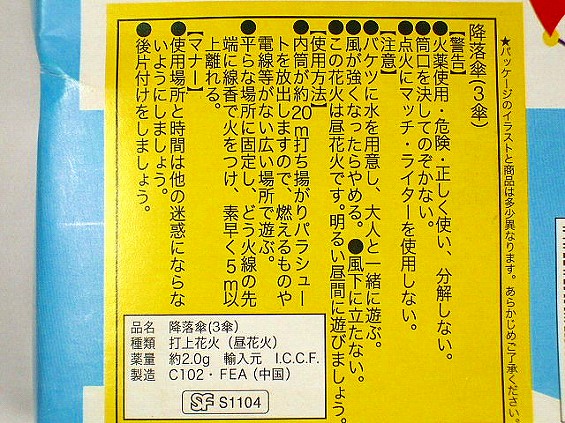 ★パッケージのイラストと商品は多少異なります。あらかじめご了承ください。
降落傘(3傘)
【警告】
●火薬使用・危険・正しく使い、分解しない。
●筒口を決してのぞかない。
●点火にマッチ・ライターを使用しない。
【注意】
●バケツに水を用意し、大人と一緒に遊ぶ。
●風が強くなったらやめる。●風下に立たない。
●この花火は昼花火です。明るい昼間に遊びましょう。
【使用方法】
●内筒が約20m打ち揚がりパラシュー
トを放出しますので、燃えるものや
電線等がない広い場所で遊ぶ。
●平らな場所に固定し、どう火線の先
端に線香で火をつけ、素早く5m以
上離れる。
【マナー】
●使用場所と時間は他の迷惑にならな
いようにしましょう。
●後片付けをしましょう。
品名 降落傘(3傘)
種類 打上花火（昼花火）
薬量 約2.0g 輸入元 I.C.C.F.
製造 C102・FEA（中国）
SF S1104